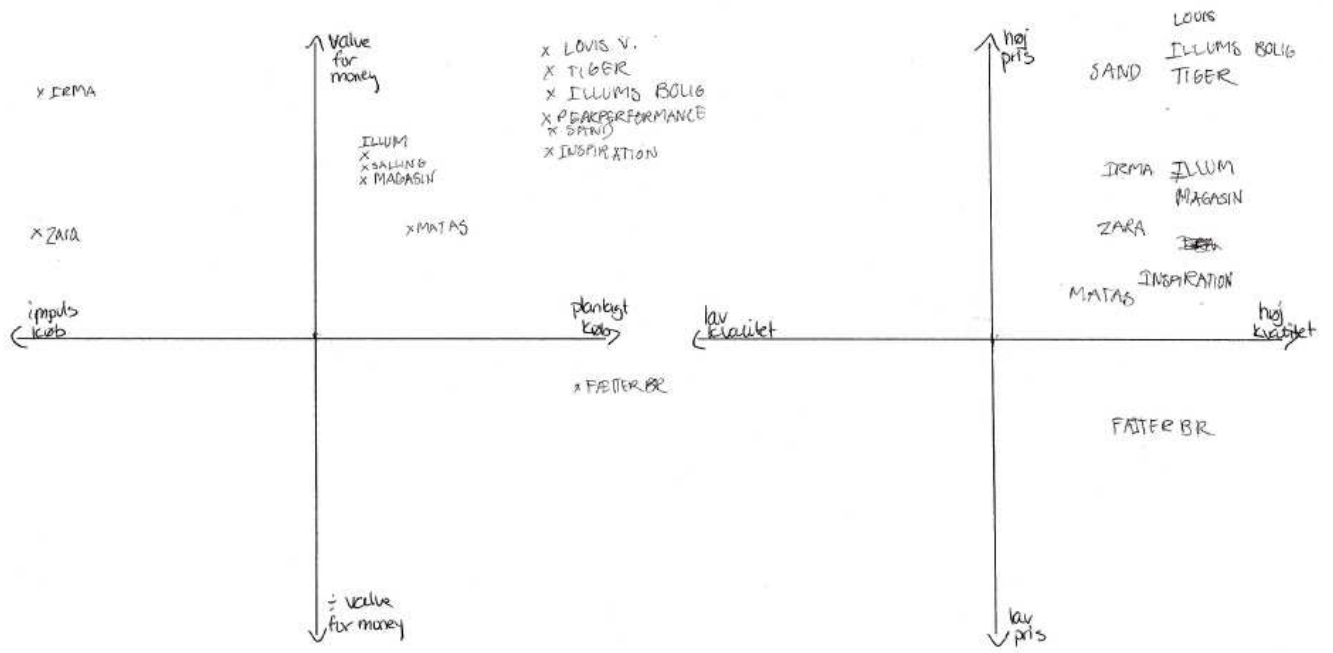 value
for
money
x IRMA
x LOUIS V.
x TIGER
x ILLUMS BOLIG
x PEAKPERFORMANCE
x SAND
x INSPIRATION
ILLUM
x
x SALLING
x MAGASIN
x MATAS
x Zara
impuls
køb
planlagt
køb
x FÆTTER BR
÷ value
for money
høj
pris
LOUIS
ILLUMS BOLIG
SAND
TIGER
IRMA
ILLUM
MAGASIN
ZARA
INSPIRATION
MATAS
lav
kvalitet
høj
kvalitet
FÆTTER BR
lav
pris